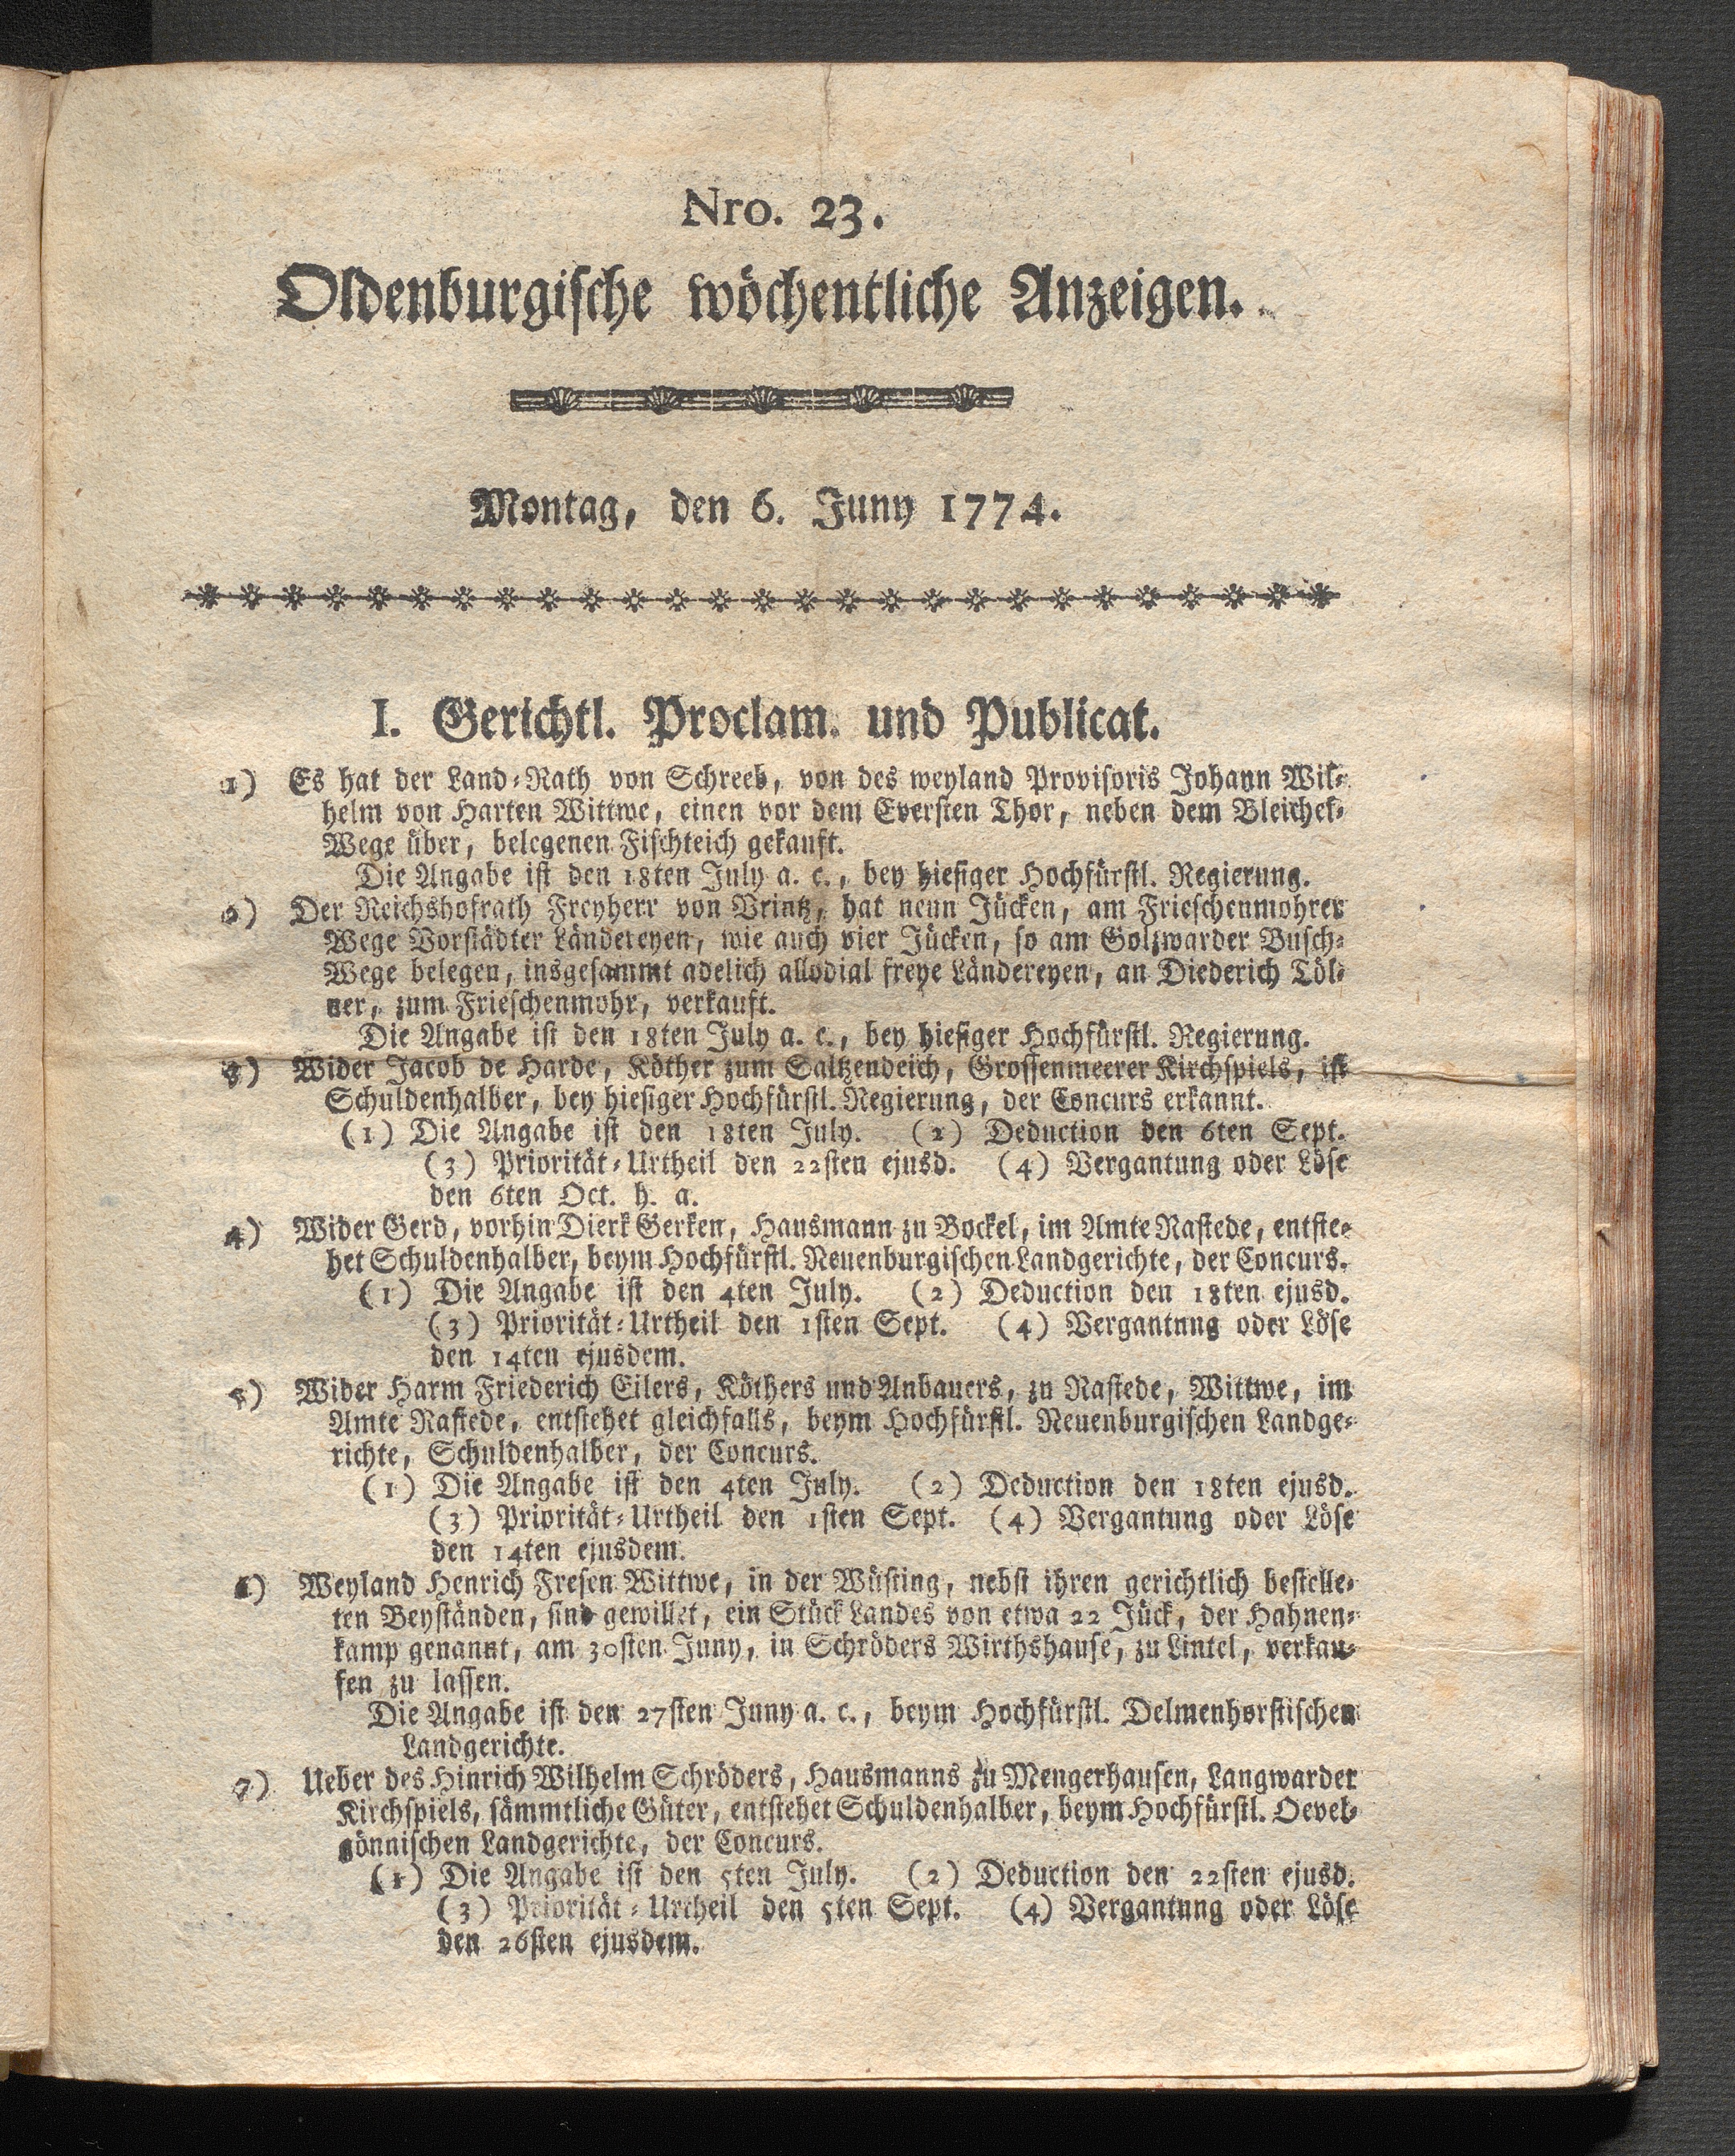 Nro. 23.
Oldenburgische wöchentliche Anzeigen.
Montag, den 6. Juny 1774.
I. Gerichtl. Proclam. und Publicat.
1) Es hat der Land-Rath von Schreeb, von des weyland Provisoris Johann Wil-
helm von Harten Wittwe, einen vor dem Eversten Thor, neben dem Bleicher-
Wege über, belegenen Fischteich gekauft.
Die Angabe ist den 18ten July a. c., bey hiesiger Hochfürstl. Regierung.
2) Der Reichshofrath Freyherr von Vrintz, hat neun Jücken, am Frieschenmohrer
Wege Vorstädter Ländereyen, wie auch vier Jücken, so am Golzwarder Busch-
Wege belegen, insgesammt adelich allodial freye Ländereyen, an Diederich Töl-
ner, zum Frieschenmohr, verkauft.
Die Angabe ist den 18ten July a. c., bey hiesiger Hochfürstl. Regierung.
3) Wider Jacob de Harde, Köther zum Saltzendeich, Grossenmeerer Kirchspiels, ist
Schuldenhalber, bey hiesiger Hochfürstl. Regierung, der Concurs erkannt.
(1) Die Angabe ist den 18ten July. (2) Deduction den 6ten Sept.
(3) Priorität-Urtheil den 22sten ejusd. (4) Vergantung oder Löse
den 6ten Oct. h. a.
4) Wider Gerd, vorhin Dierk Gerken, Hausmann zu Bockel, im Amte Rastede, entste-
het Schuldenhalber, beym Hochfürstl. Neuenburgischen Landgerichte, der Concurs.
(1) Die Angabe ist den 4ten July. (2) Deduction den 18ten ejusd.
(3) Priorität-Urtheil den 1sten Sept. (4) Vergantnng oder Löse
den 14ten ejusdem.
5) Wider Harm Friederich Eilers, Köthers und Anbauers, zu Rastede, Wittwe, im
Amte Rastede, entstehet gleichfalls, beym Hochfürstl. Neuenburgischen Landge-
richte, Schuldenhalber, der Concurs.
(1) Die Angabe ist den 4ten July. (2) Deduction den 18ten ejusd.
(3) Priorität-Urtheil den 1sten Sept. (4) Vergantung oder Löse
den 14ten ejusdem.
6) Weyland Henrich Fresen Wittwe, in der Wüsting, nebst ihren gerichtlich bestelle-
ten Beyständen, sind gewillet, ein Stück Landes von etwa 22 Jück, der Hahnen-
kamp genannt, am 30sten Juny, in Schröders Wirthshause, zu Lintel, verkau-
fen zu lassen.
Die Angabe ist den 27sten Juny a. c., beym Hochfürstl. Delmenhorstischen
Landgerichte.
7) Ueber des Hinrich Wilhelm Schröders, Hausmanns zu Mengerhausen, Langwarder
Kirchspiels, sämmtliche Güter, entstehet Schuldenhalber, beym Hochfürstl. Oevel-
gönnischen Landgerichte, der Concurs.
(1) Die Angabe ist den 5ten July. (2) Deduction den 22sten ejusd.
(3) Priorität-Urtheil den 5ten Sept. (4) Vergantung oder Löse
den 26sten ejusdem.